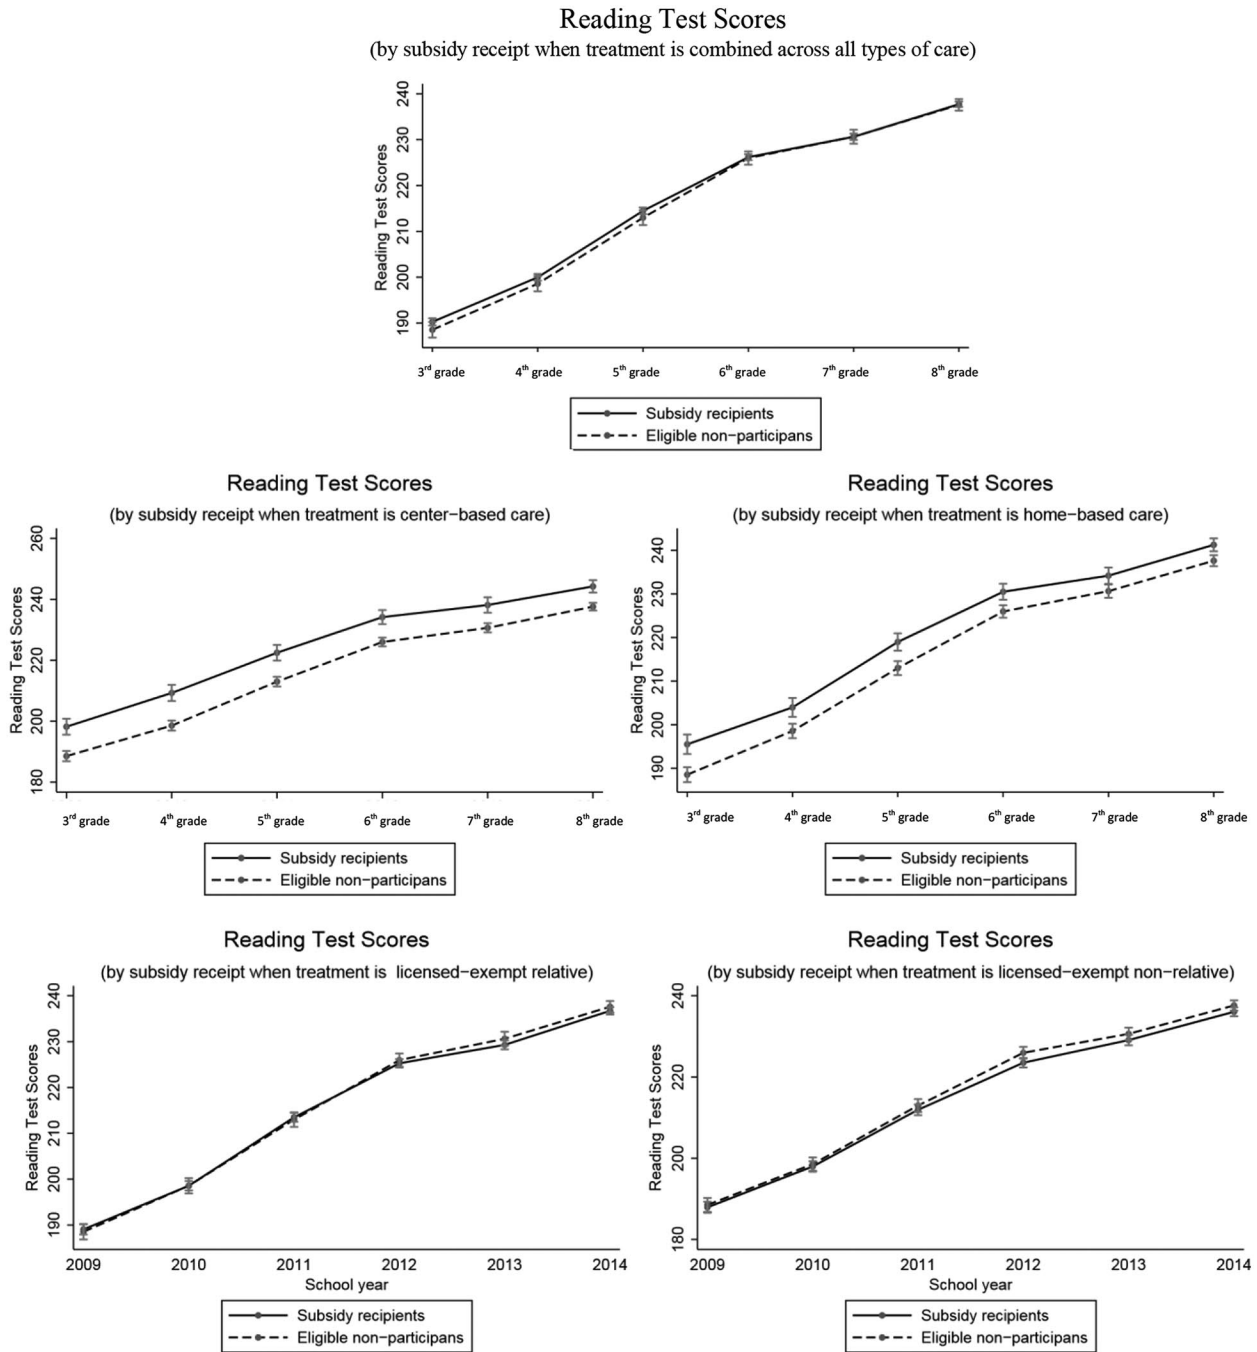 Reading Test Scores
(by subsidy receipt when treatment is combined across all types of care)
Reading Test Scores
240
230
220
210
200
190
3rd grade 4th grade 5th grade 6th grade 7th grade 8th grade
Subsidy recipients
Eligible non-participans
Reading Test Scores
(by subsidy receipt when treatment is center-based care)
Reading Test Scores
260
240
220
200
180
3rd grade 4th grade 5th grade 6th grade 7th grade 8th grade
Subsidy recipients
Eligible non-participans
Reading Test Scores
(by subsidy receipt when treatment is home-based care)
Reading Test Scores
240
230
220
210
200
190
3rd grade 4th grade 5th grade 6th grade 7th grade 8th grade
Subsidy recipients
Eligible non-participans
Reading Test Scores
(by subsidy receipt when treatment is licensed-exempt relative)
Reading Test Scores
240
230
220
210
200
190
2009 2010 2011 2012 2013 2014
School year
Subsidy recipients
Eligible non-participans
Reading Test Scores
(by subsidy receipt when treatment is licensed-exempt non-relative)
Reading Test Scores
240
220
200
180
2009 2010 2011 2012 2013 2014
School year
Subsidy recipients
Eligible non-participans